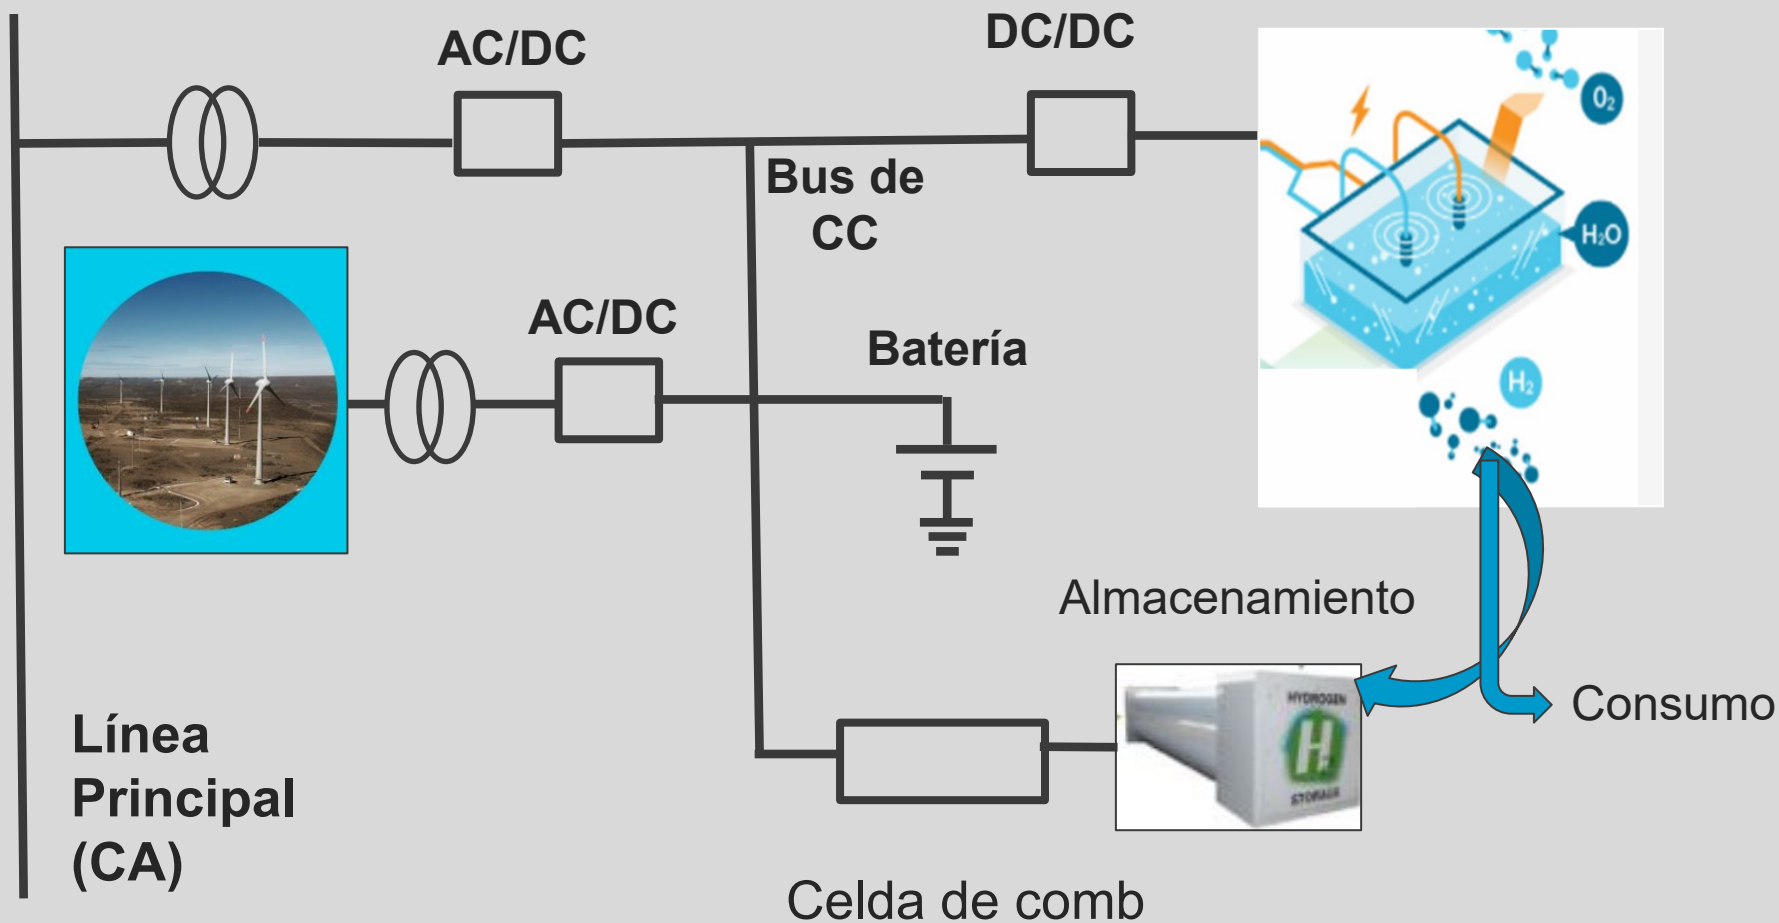 AC/DC
DC/DC
O₂
Bus de
CC
H₂O
AC/DC
Batería
H₂
Almacenamiento
HYDROGEN
H
STORAGE
Consumo
Línea
Principal
(CA)
Celda de comb